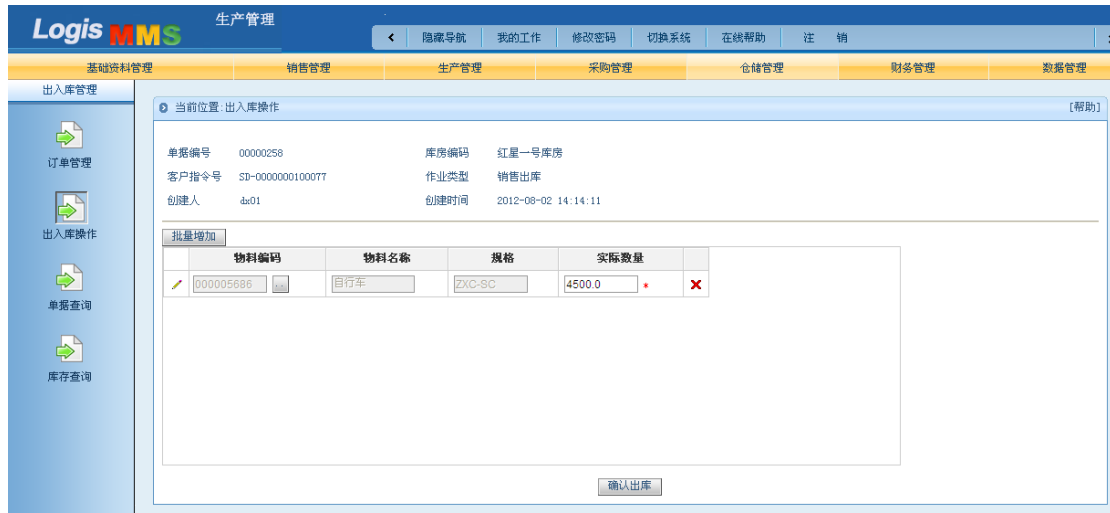 Logis MMS
生产管理
隐藏导航 我的工作 修改密码 切换系统 在线帮助 注 销
基础资料管理 销售管理 生产管理 采购管理 仓储管理 财务管理 数据管理
出入库管理
当前位置:出入库操作 [帮助]
订单管理
出入库操作
单据查询
库存查询
单据编号 00000258 库房编码 红星一号库房
客户指令号 SD-0000000100077 作业类型 销售出库
创建人 dx01 创建时间 2012-08-02 14:14:11
批量增加
物料编码 物料名称 规格 实际数量
000005686 ... 自行车 ZXC-SC 4500.0 *
确认出库